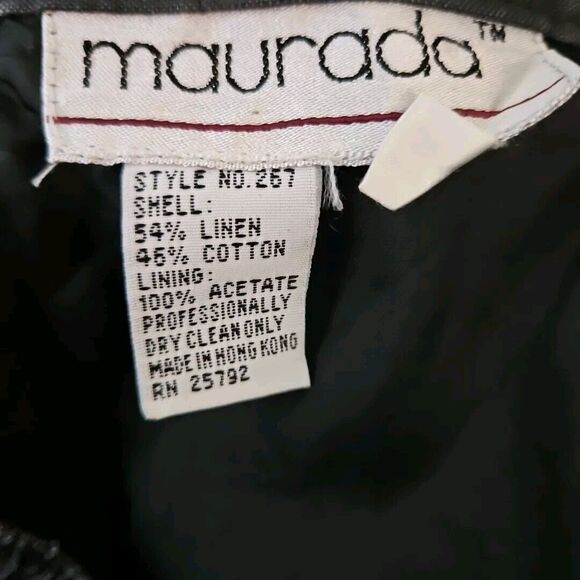 maurada™
STYLE NO.267
SHELL:
54% LINEN
46% COTTON
LINING:
100% ACETATE
PROFESSIONALLY
DRY CLEAN ONLY
MADE IN HONG KONG
RN 25792